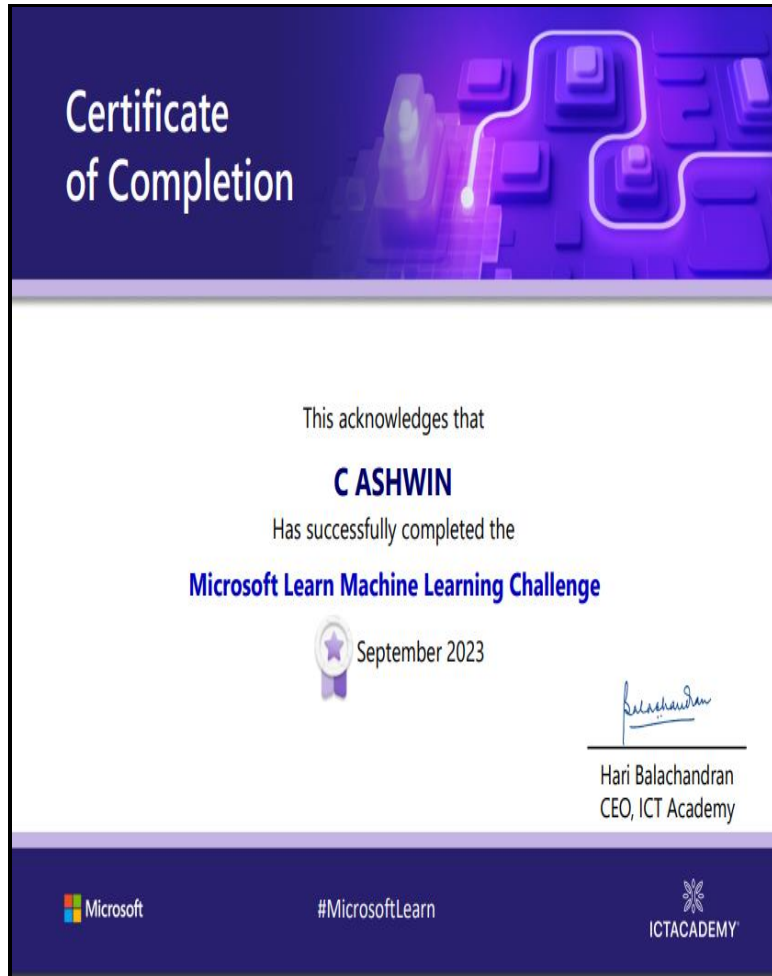 Certificate
of Completion
This acknowledges that
C ASHWIN
Has successfully completed the
Microsoft Learn Machine Learning Challenge
September 2023
Balachandran
Hari Balachandran
CEO, ICT Academy
Microsoft
#MicrosoftLearn
ICTACADEMY